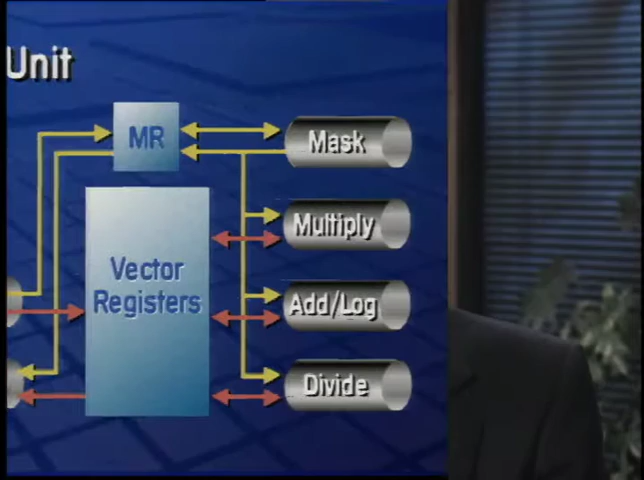 Unit
MR
Mask
Multiply
Vector
Registers
Add/Log
Divide